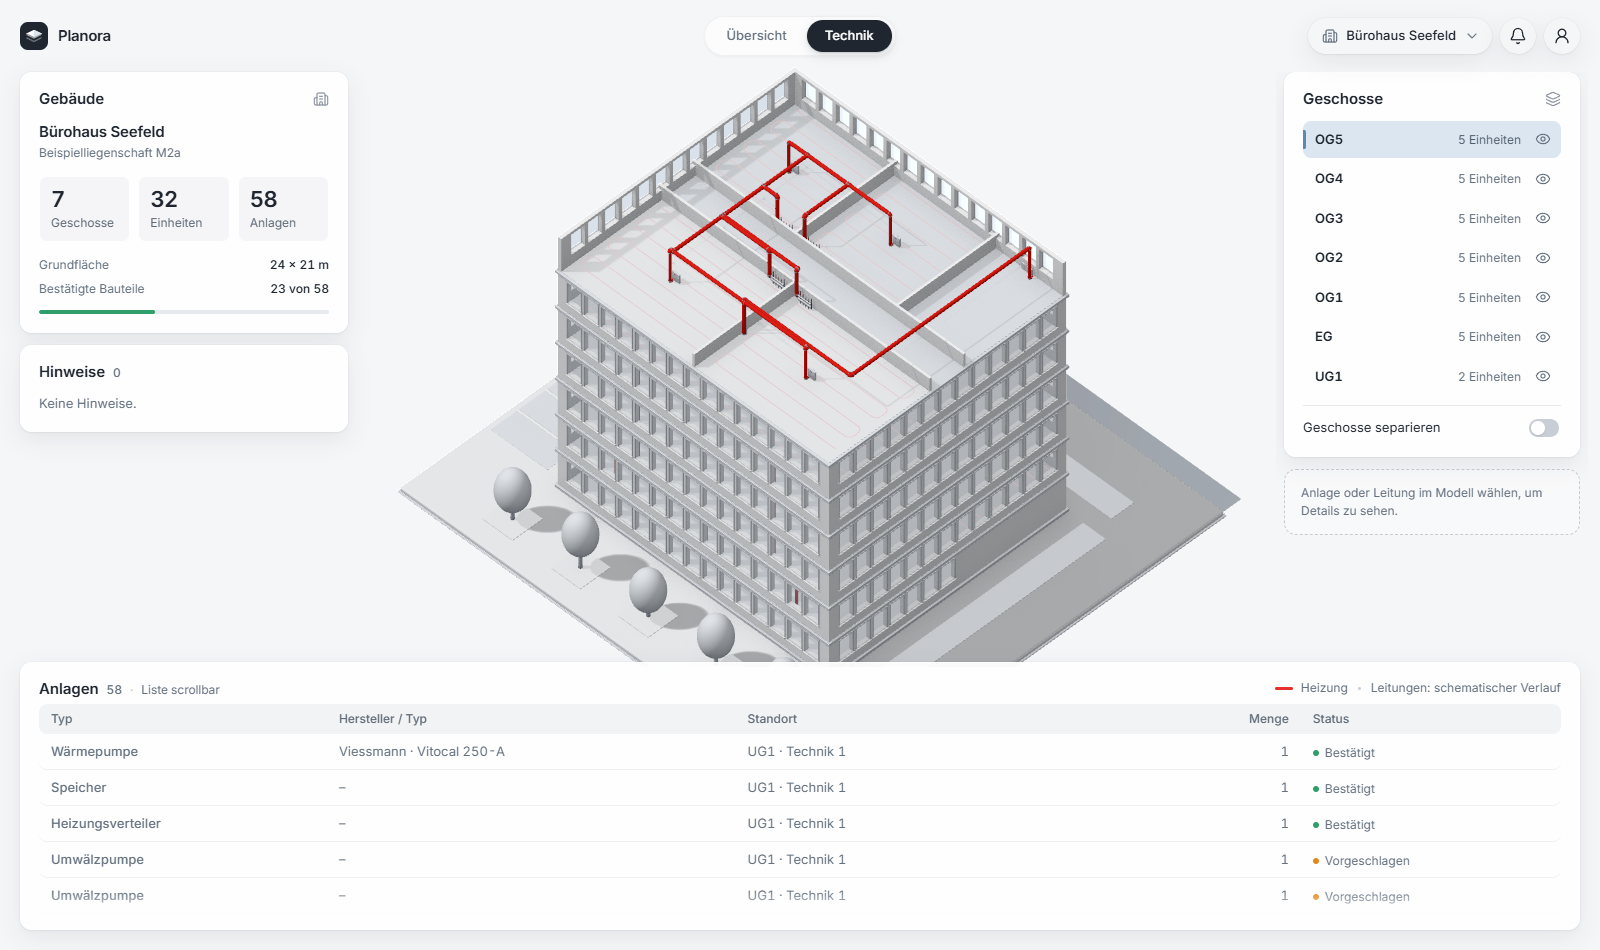 Planora
Übersicht
Technik
Bürohaus Seefeld
Gebäude
Bürohaus Seefeld
Beispielliegenschaft M2a
7
Geschosse
32
Einheiten
58
Anlagen
Grundfläche 24 × 21 m
Bestätigte Bauteile 23 von 58
Hinweise 0
Keine Hinweise.
Geschosse
OG5 5 Einheiten
OG4 5 Einheiten
OG3 5 Einheiten
OG2 5 Einheiten
OG1 5 Einheiten
EG 5 Einheiten
UG1 2 Einheiten
Geschosse separieren
Anlage oder Leitung im Modell wählen, um
Details zu sehen.
Anlagen 58 · Liste scrollbar
Heizung • Leitungen: schematischer Verlauf
Typ Hersteller / Typ Standort Menge Status
Wärmepumpe Viessmann · Vitocal 250-A UG1 · Technik 1 1 Bestätigt
Speicher – UG1 · Technik 1 1 Bestätigt
Heizungsverteiler – UG1 · Technik 1 1 Bestätigt
Umwälzpumpe – UG1 · Technik 1 1 Vorgeschlagen
Umwälzpumpe – UG1 · Technik 1 1 Vorgeschlagen